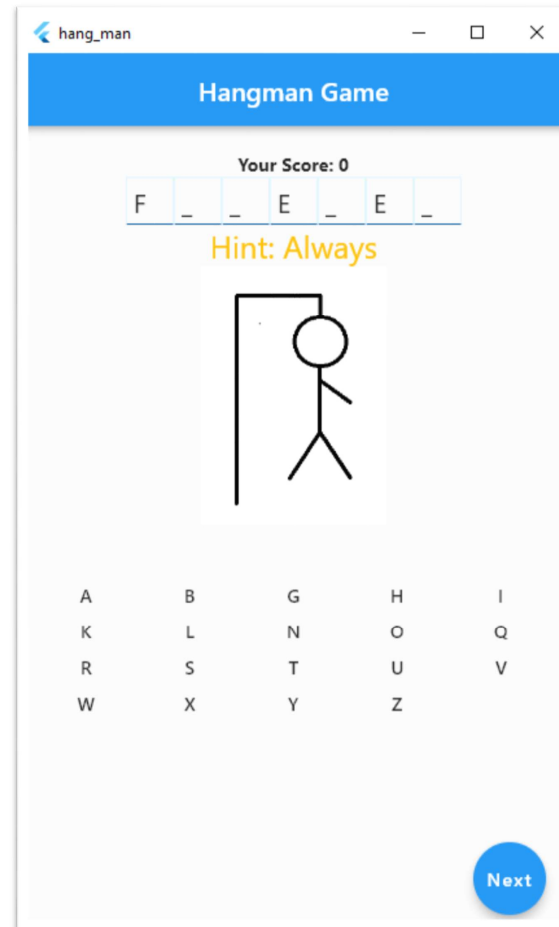 hang_man
Hangman Game
Your Score: 0
F _ _ E _ E _
Hint: Always
A B G H I
K L N O Q
R S T U V
W X Y Z
Next